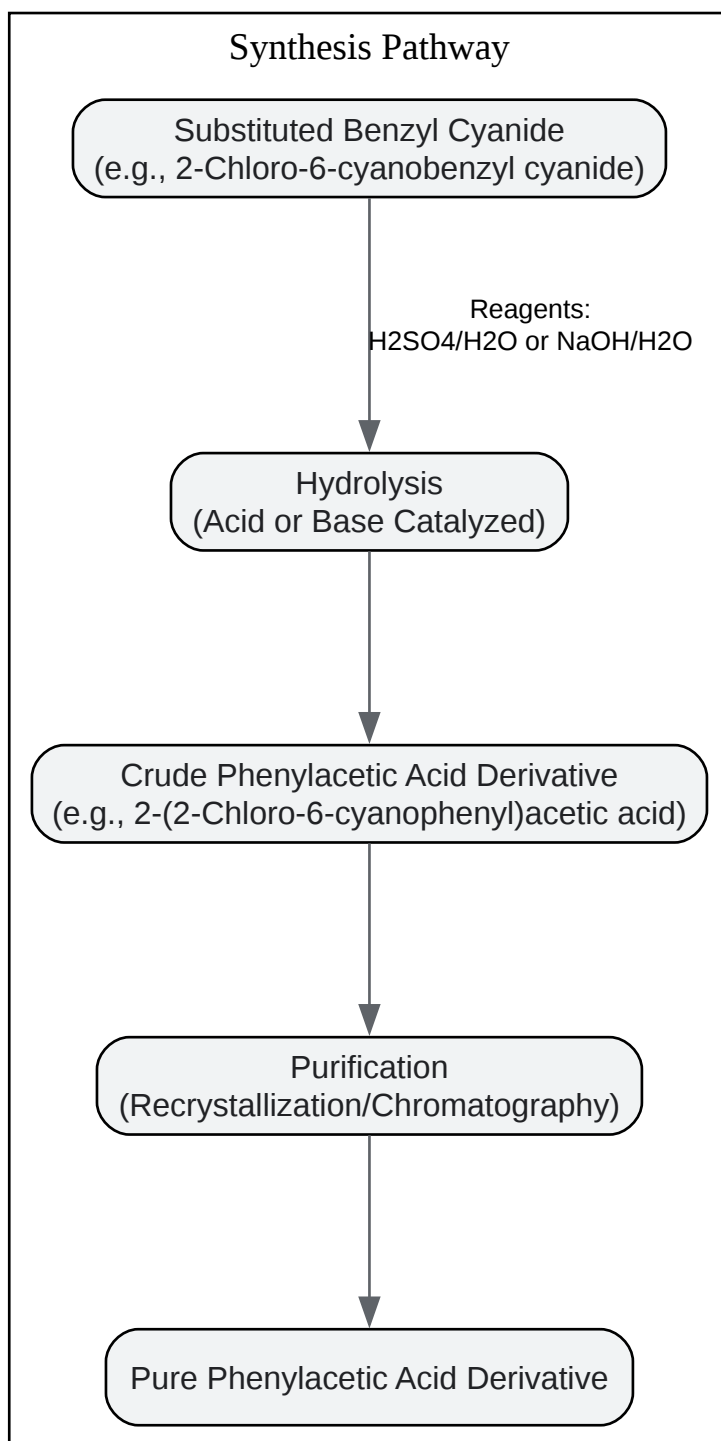 Synthesis Pathway
Substituted Benzyl Cyanide
(e.g., 2-Chloro-6-cyanobenzyl cyanide)
Reagents:
H2SO4/H2O or NaOH/H2O
Hydrolysis
(Acid or Base Catalyzed)
Crude Phenylacetic Acid Derivative
(e.g., 2-(2-Chloro-6-cyanophenyl)acetic acid)
Purification
(Recrystallization/Chromatography)
Pure Phenylacetic Acid Derivative